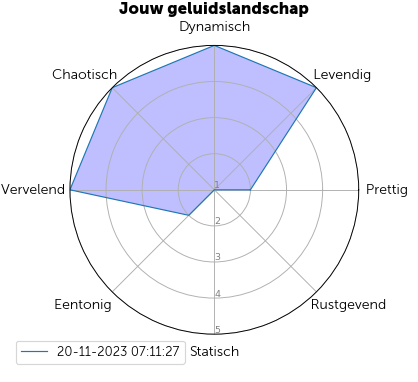 Jouw geluidslandschap
Dynamisch
Chaotisch
Levendig
Vervelend
1
Prettig
2
3
4
Eentonig
Rustgevend
5
20-11-2023 07:11:27
Statisch